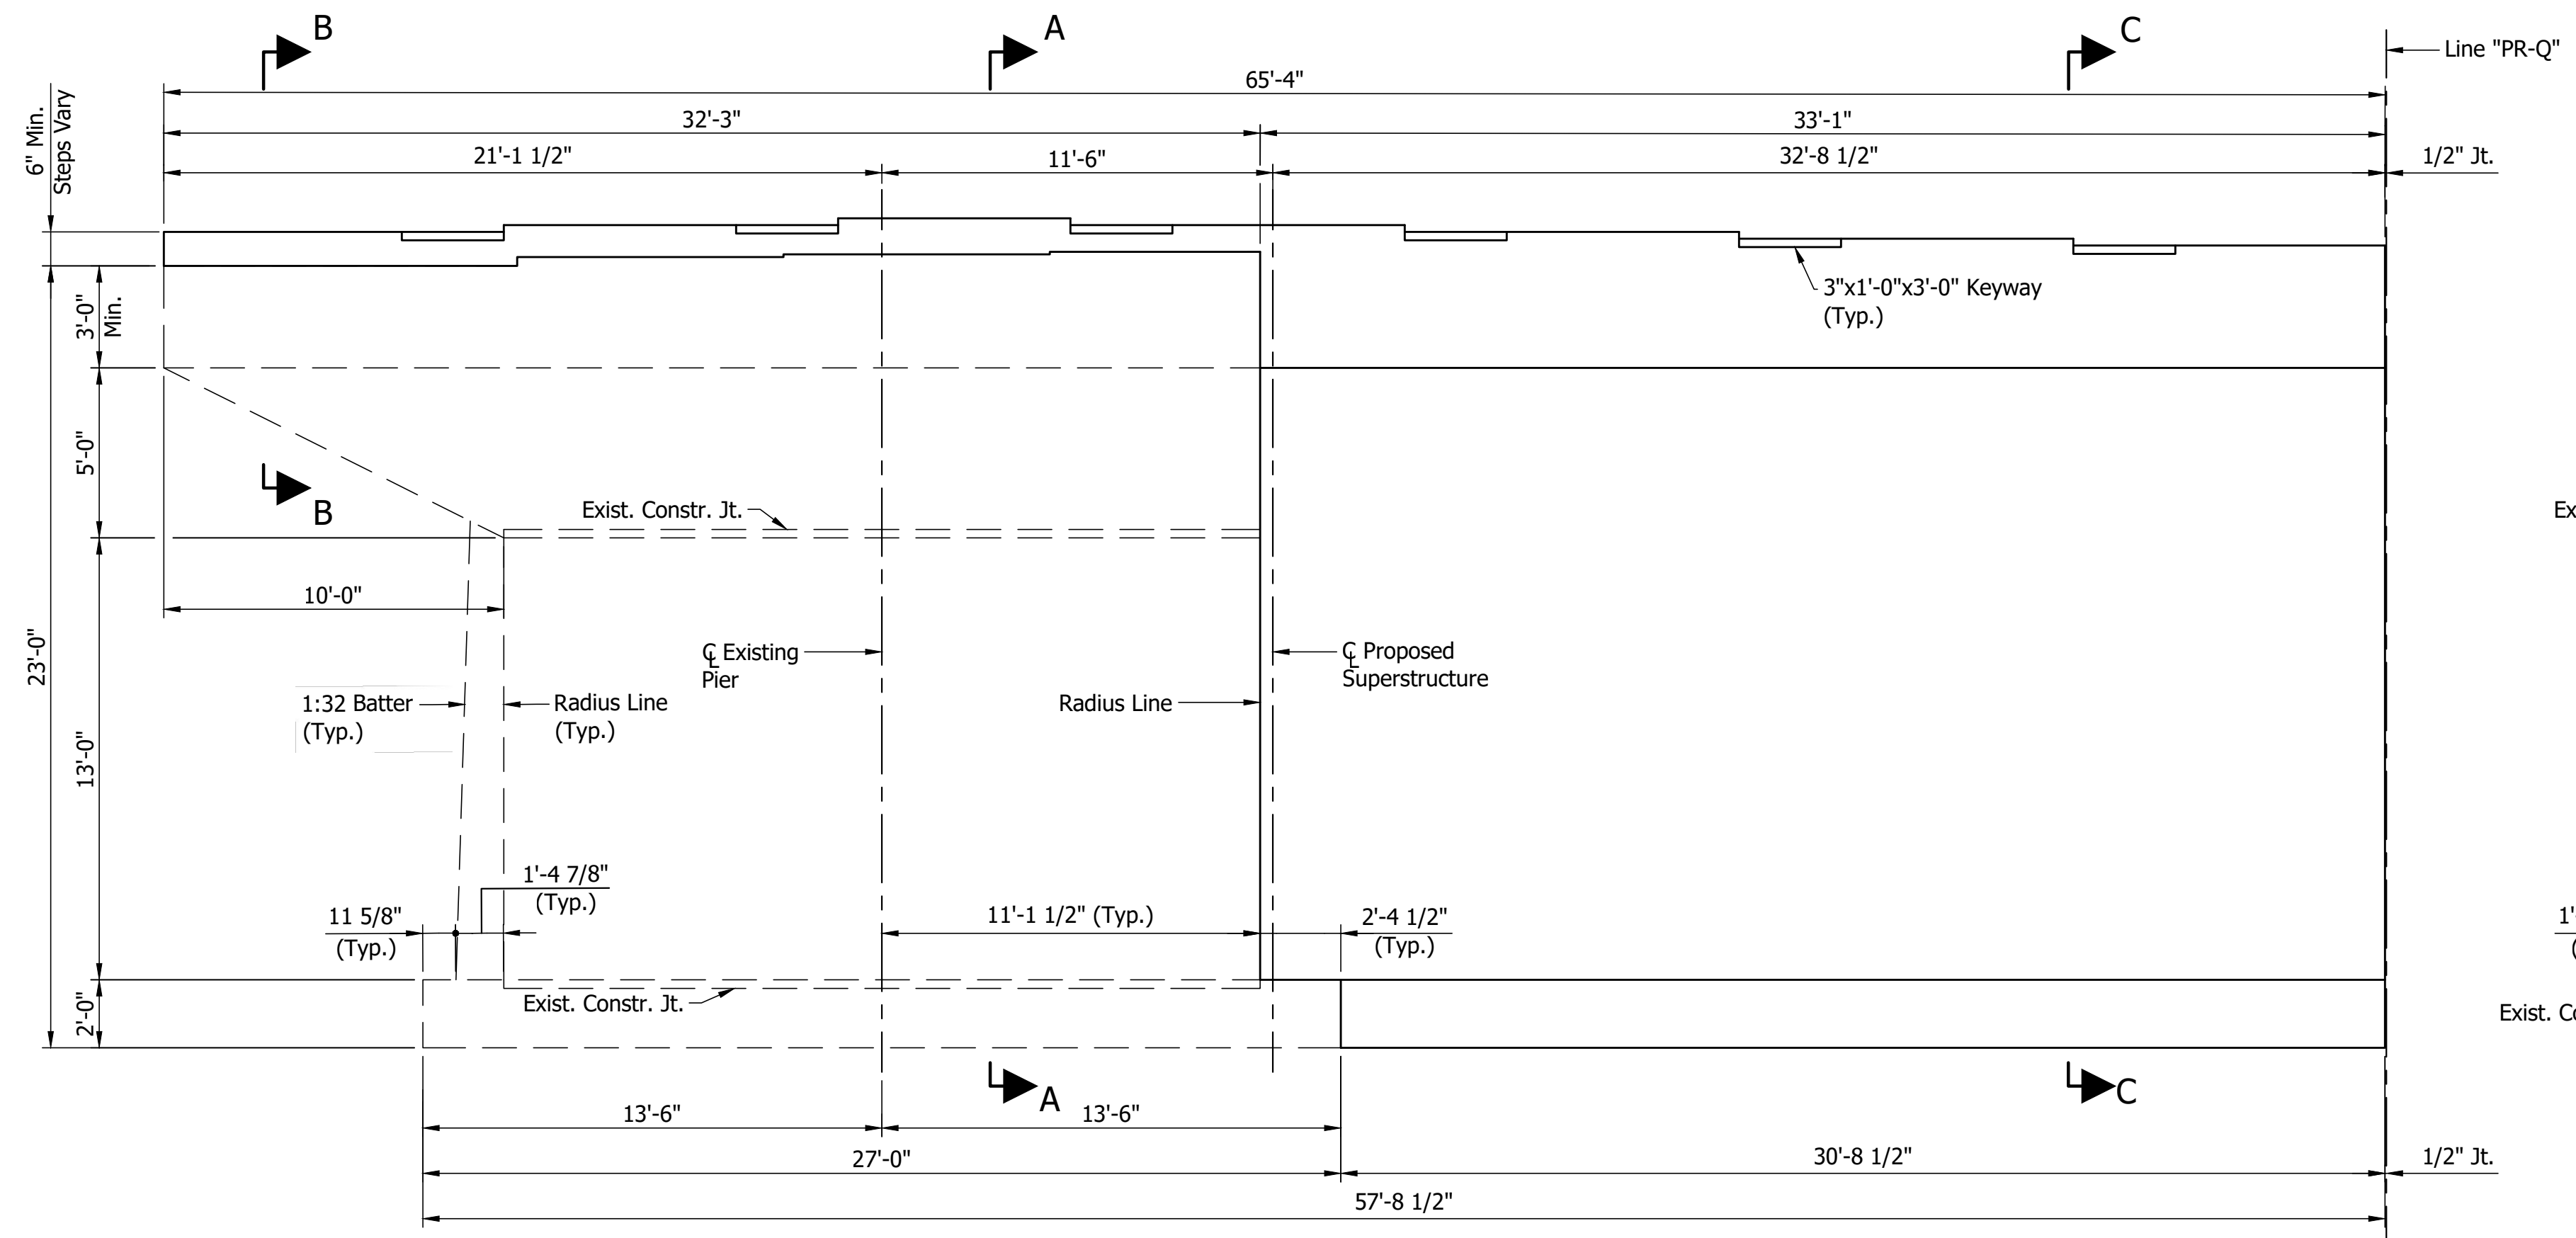 B
A
C
Line "PR-Q"
65'-4"
32'-3"
33'-1"
21'-1 1/2"
11'-6"
32'-8 1/2"
1/2" Jt.
6" Min.
Steps Vary
3"x1'-0"x3'-0" Keyway
(Typ.)
3'-0"
Min.
5'-0"
B
Exist. Constr. Jt.
Ex
10'-0"
23'-0"
13'-0"
℄ Existing
Pier
℄ Proposed
Superstructure
1:32 Batter
(Typ.)
Radius Line
(Typ.)
Radius Line
1'-4 7/8"
(Typ.)
11 5/8"
(Typ.)
11'-1 1/2" (Typ.)
2'-4 1/2"
(Typ.)
1'
(
2'-0"
Exist. Constr. Jt.
Exist. Co
A
C
13'-6"
13'-6"
27'-0"
30'-8 1/2"
1/2" Jt.
57'-8 1/2"